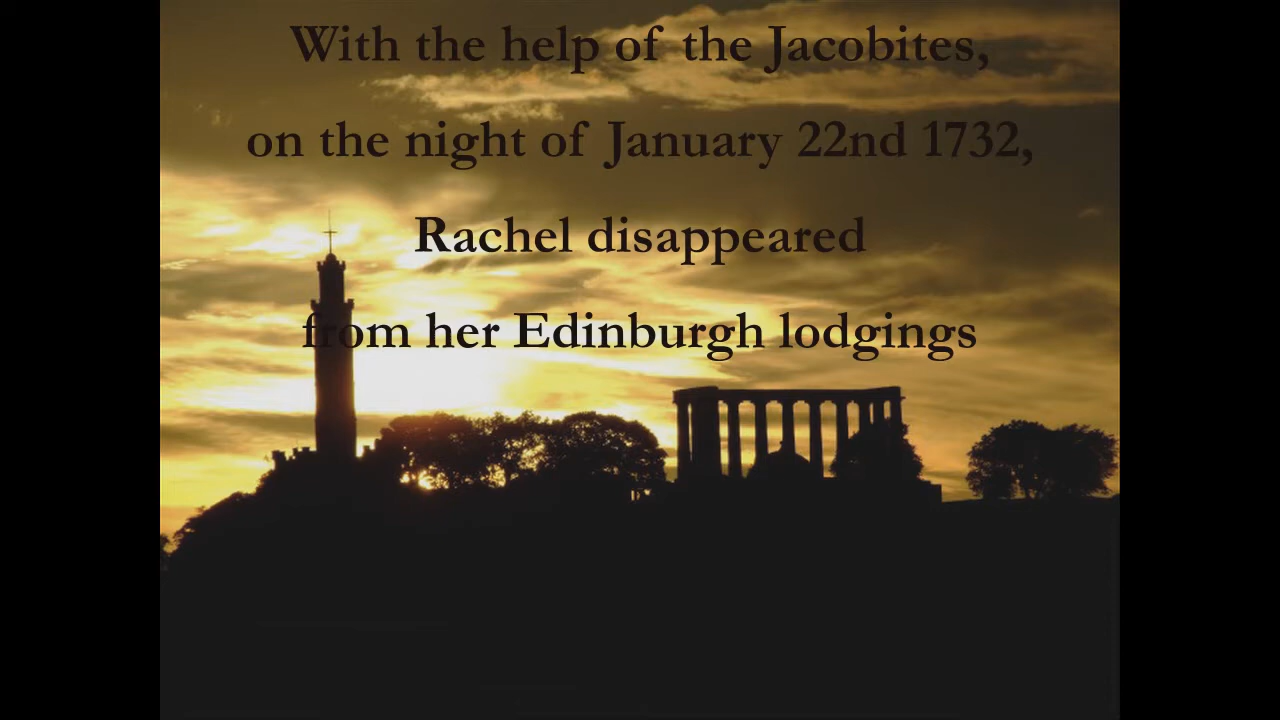 With the help of the Jacobites,
on the night of January 22nd 1732,
Rachel disappeared
from her Edinburgh lodgings